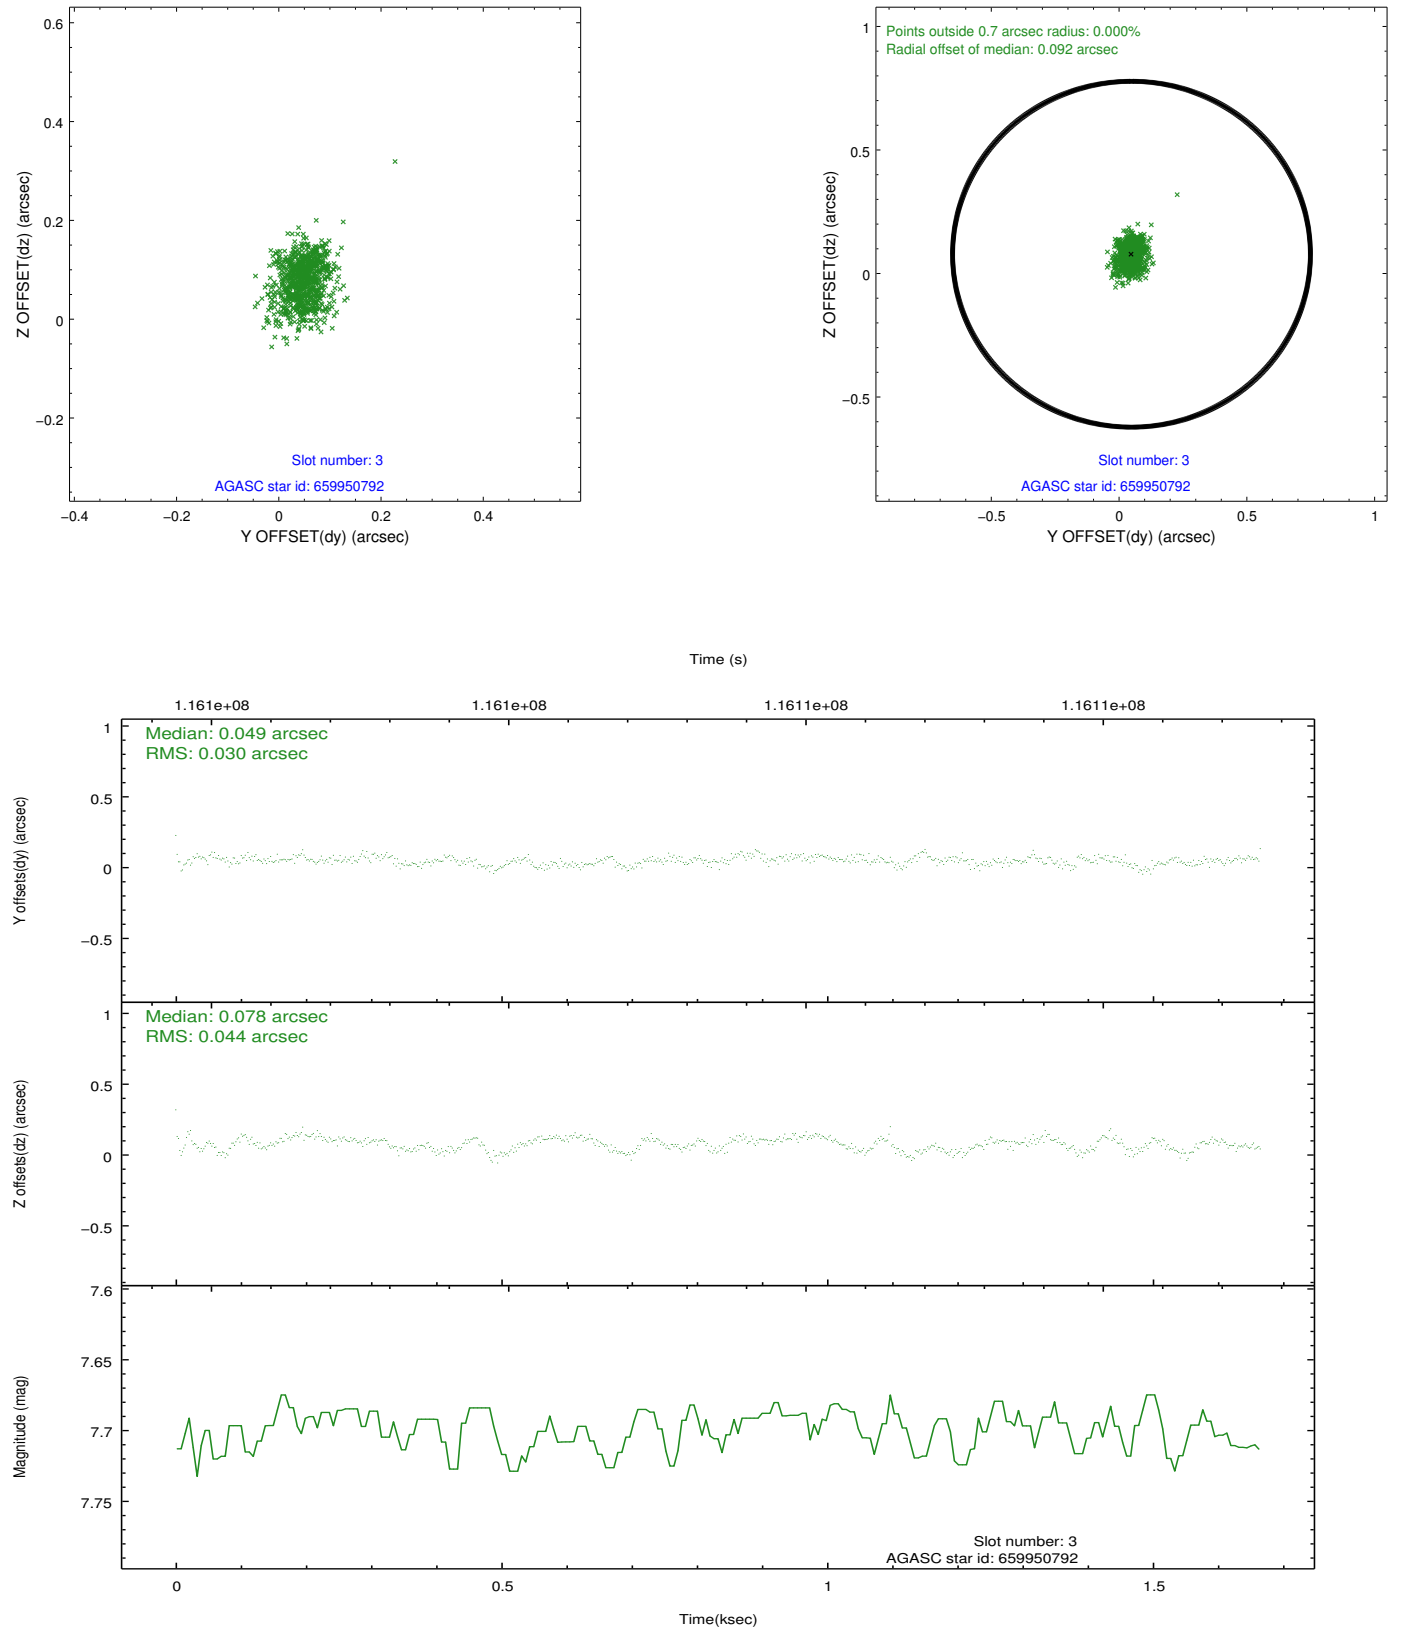 0.6
0.4
0.2
0
−0.2
Z OFFSET(dz) (arcsec)
Slot number: 3
AGASC star id: 659950792
−0.4 −0.2 0 0.2 0.4
Y OFFSET(dy) (arcsec)
Points outside 0.7 arcsec radius: 0.000%
Radial offset of median: 0.092 arcsec
1
0.5
0
−0.5
Z OFFSET(dz) (arcsec)
Slot number: 3
AGASC star id: 659950792
−0.5 0 0.5 1
Y OFFSET(dy) (arcsec)
Time (s)
1.161e+08 1.161e+08 1.1611e+08 1.1611e+08
Median: 0.049 arcsec
RMS: 0.030 arcsec
1
0.5
0
−0.5
Y offsets(dy) (arcsec)
Median: 0.078 arcsec
RMS: 0.044 arcsec
1
0.5
0
−0.5
Z offsets(dz) (arcsec)
7.6
7.65
7.7
7.75
Magnitude (mag)
Slot number: 3
AGASC star id: 659950792
0 0.5 1 1.5
Time(ksec)